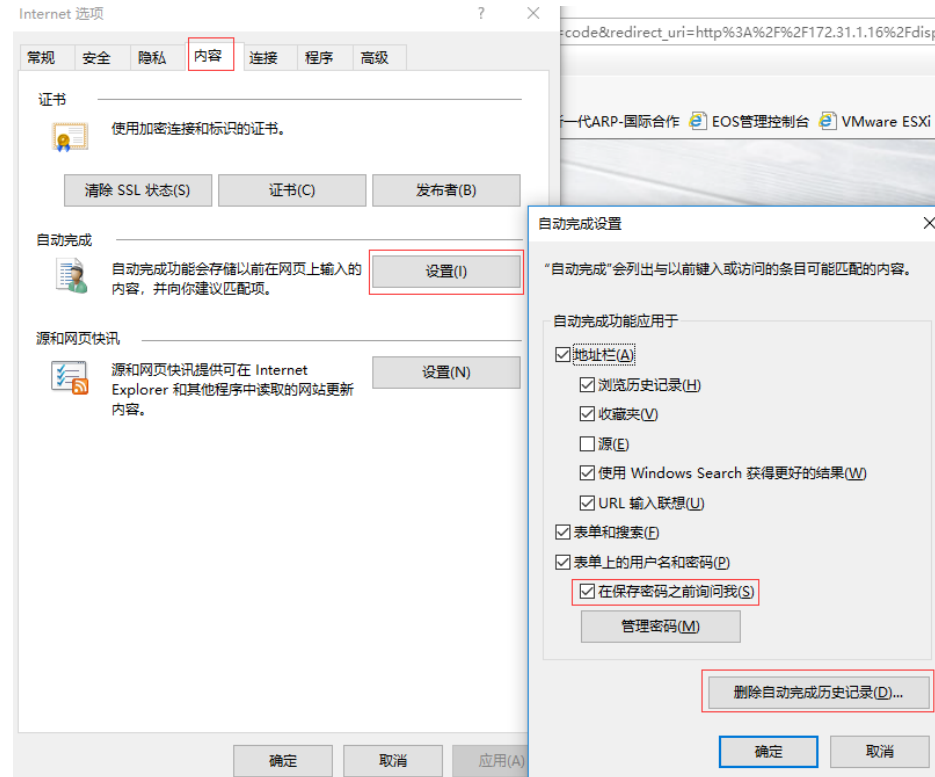 Internet 选项
常规 安全 隐私 内容 连接 程序 高级
证书
使用加密连接和标识的证书。
清除 SSL 状态(S) 证书(C) 发布者(B)
自动完成
自动完成功能会存储以前在网页上输入的
内容，并向你建议匹配项。
设置(I)
源和网页快讯
源和网页快讯提供可在 Internet
Explorer 和其他程序中读取的网站更新
内容。
设置(N)
确定 取消 应用(A)
=code&redirect_uri=http%3A%2F%2F172.31.1.16%2Fdisp
一代ARP-国际合作 EOS管理控制台 VMware ESXi
自动完成设置
“自动完成”会列出与以前键入或访问的条目可能匹配的内容。
自动完成功能应用于
地址栏(A)
浏览历史记录(H)
收藏夹(V)
源(E)
使用 Windows Search 获得更好的结果(W)
URL 输入联想(U)
表单和搜索(F)
表单上的用户名和密码(P)
在保存密码之前询问我(S)
管理密码(M)
删除自动完成历史记录(D)...
确定 取消